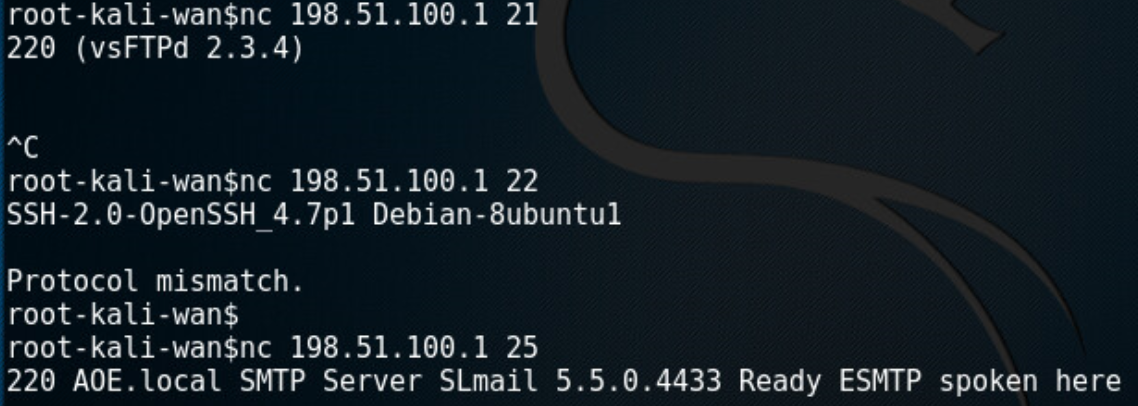 root-kali-wan$nc 198.51.100.1 21
220 (vsFTPd 2.3.4)
^C
root-kali-wan$nc 198.51.100.1 22
SSH-2.0-OpenSSH_4.7p1 Debian-8ubuntu1
Protocol mismatch.
root-kali-wan$
root-kali-wan$nc 198.51.100.1 25
220 AOE.local SMTP Server SLmail 5.5.0.4433 Ready ESMTP spoken here